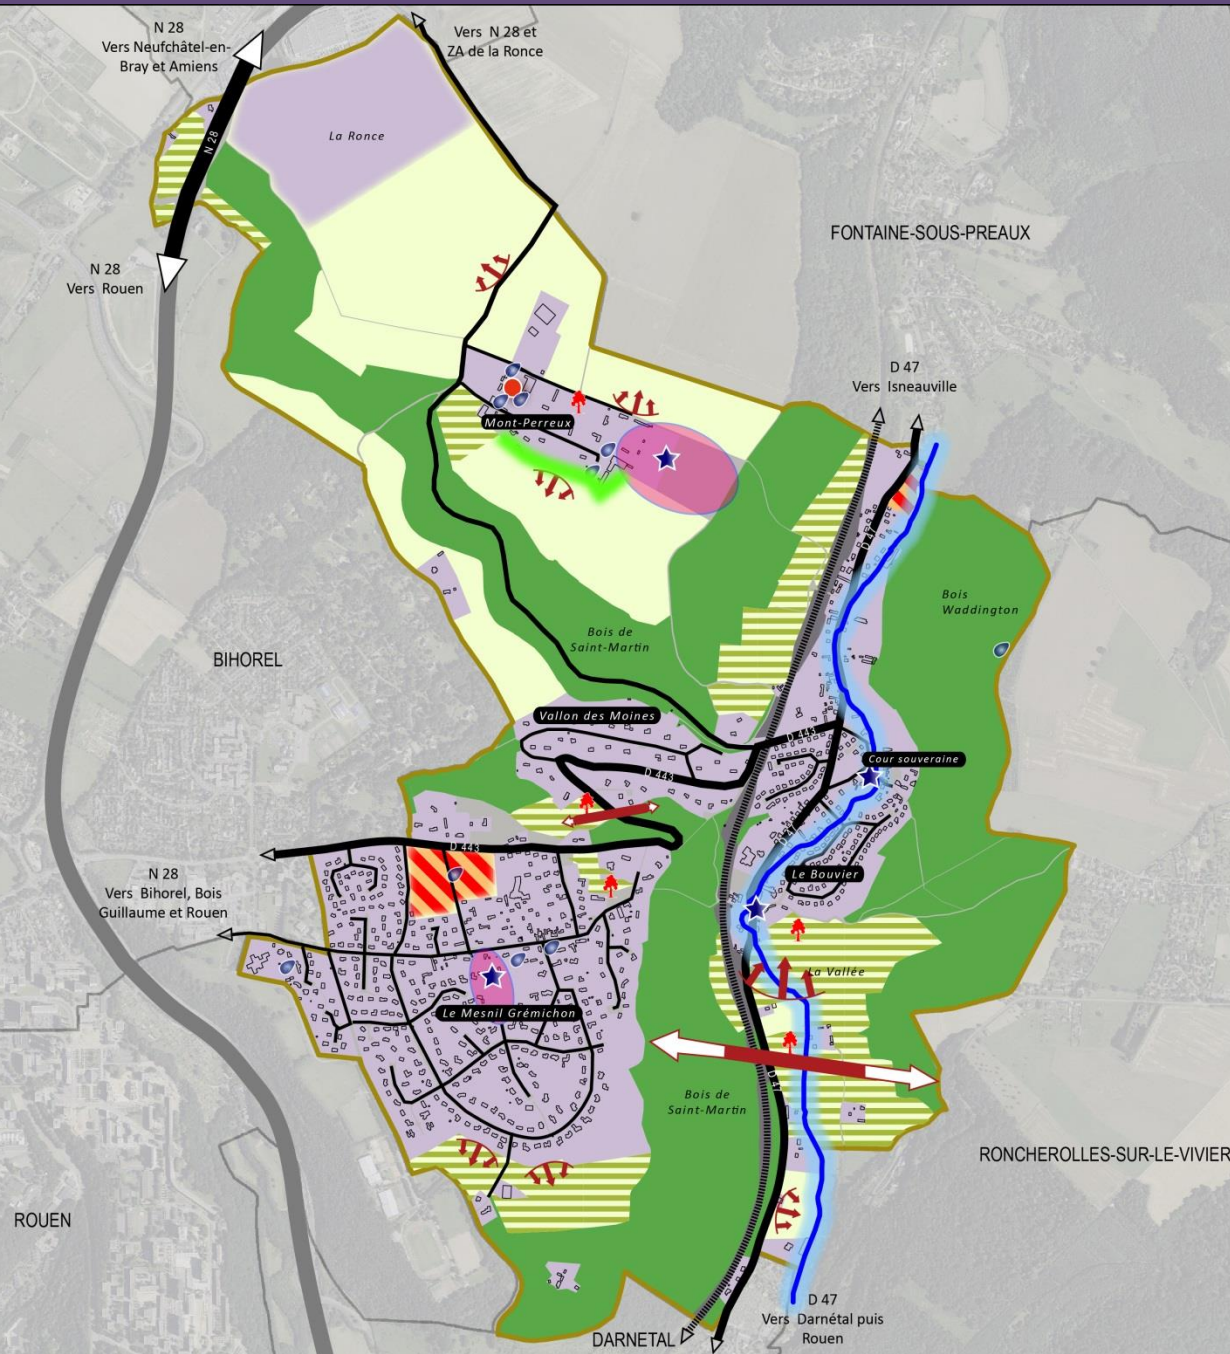 N 28
Vers Neufchâtel-en-
Bray et Amiens
Vers N 28 et
ZA de la Ronce
La Ronce
N 28
FONTAINE-SOUS-PREAUX
N 28
Vers Rouen
D 47
Vers Isneauville
Mont-Perreux
D 47
Bois
Waddington
Bois de
Saint-Martin
BIHOREL
Vallon des Moines
D 443
Cour souveraine
D 443
D 47
D 443
Le Bouvier
N 28
Vers Bihorel, Bois
Guillaume et Rouen
La Vallée
Le Mesnil Grémichon
D 47
Bois de
Saint-Martin
RONCHEROLLES-SUR-LE-VIVIER
ROUEN
D 47
Vers Darnétal puis
Rouen
DARNETAL